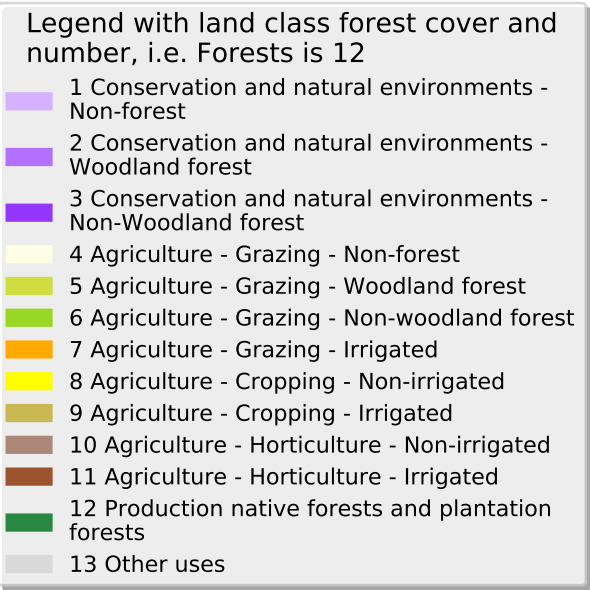 Legend with land class forest cover and
number, i.e. Forests is 12
1 Conservation and natural environments -
Non-forest
2 Conservation and natural environments -
Woodland forest
3 Conservation and natural environments -
Non-Woodland forest
4 Agriculture - Grazing - Non-forest
5 Agriculture - Grazing - Woodland forest
6 Agriculture - Grazing - Non-woodland forest
7 Agriculture - Grazing - Irrigated
8 Agriculture - Cropping - Non-irrigated
9 Agriculture - Cropping - Irrigated
10 Agriculture - Horticulture - Non-irrigated
11 Agriculture - Horticulture - Irrigated
12 Production native forests and plantation
forests
13 Other uses